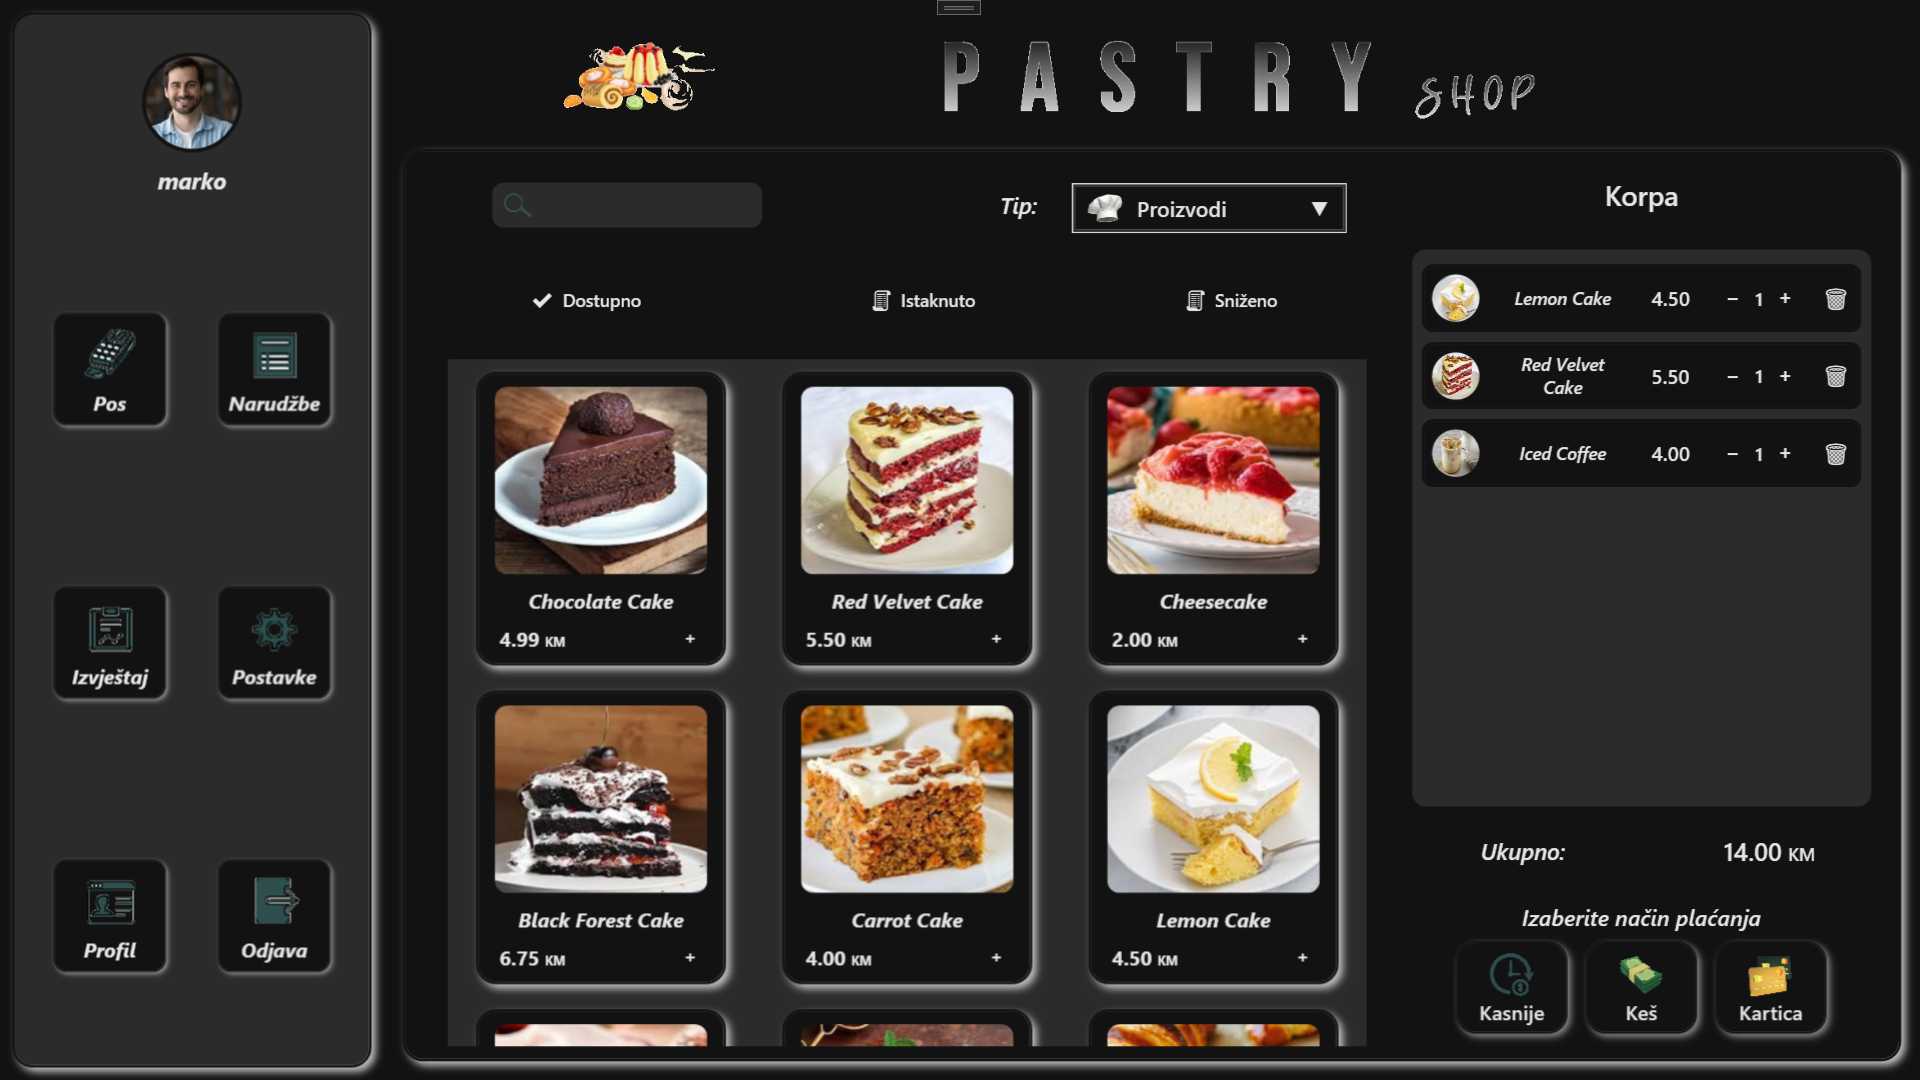 PASTRY SHOP
marko
Pos
Narudžbe
Izvještaj
Postavke
Profil
Odjava
Tip:
Proizvodi
Dostupno
Istaknuto
Sniženo
Chocolate Cake
4.99 KM +
Red Velvet Cake
5.50 KM +
Cheesecake
2.00 KM +
Black Forest Cake
6.75 KM +
Carrot Cake
4.00 KM +
Lemon Cake
4.50 KM +
Korpa
Lemon Cake 4.50 − 1 +
Red Velvet
Cake 5.50 − 1 +
Iced Coffee 4.00 − 1 +
Ukupno: 14.00 KM
Izaberite način plaćanja
Kasnije
Keš
Kartica